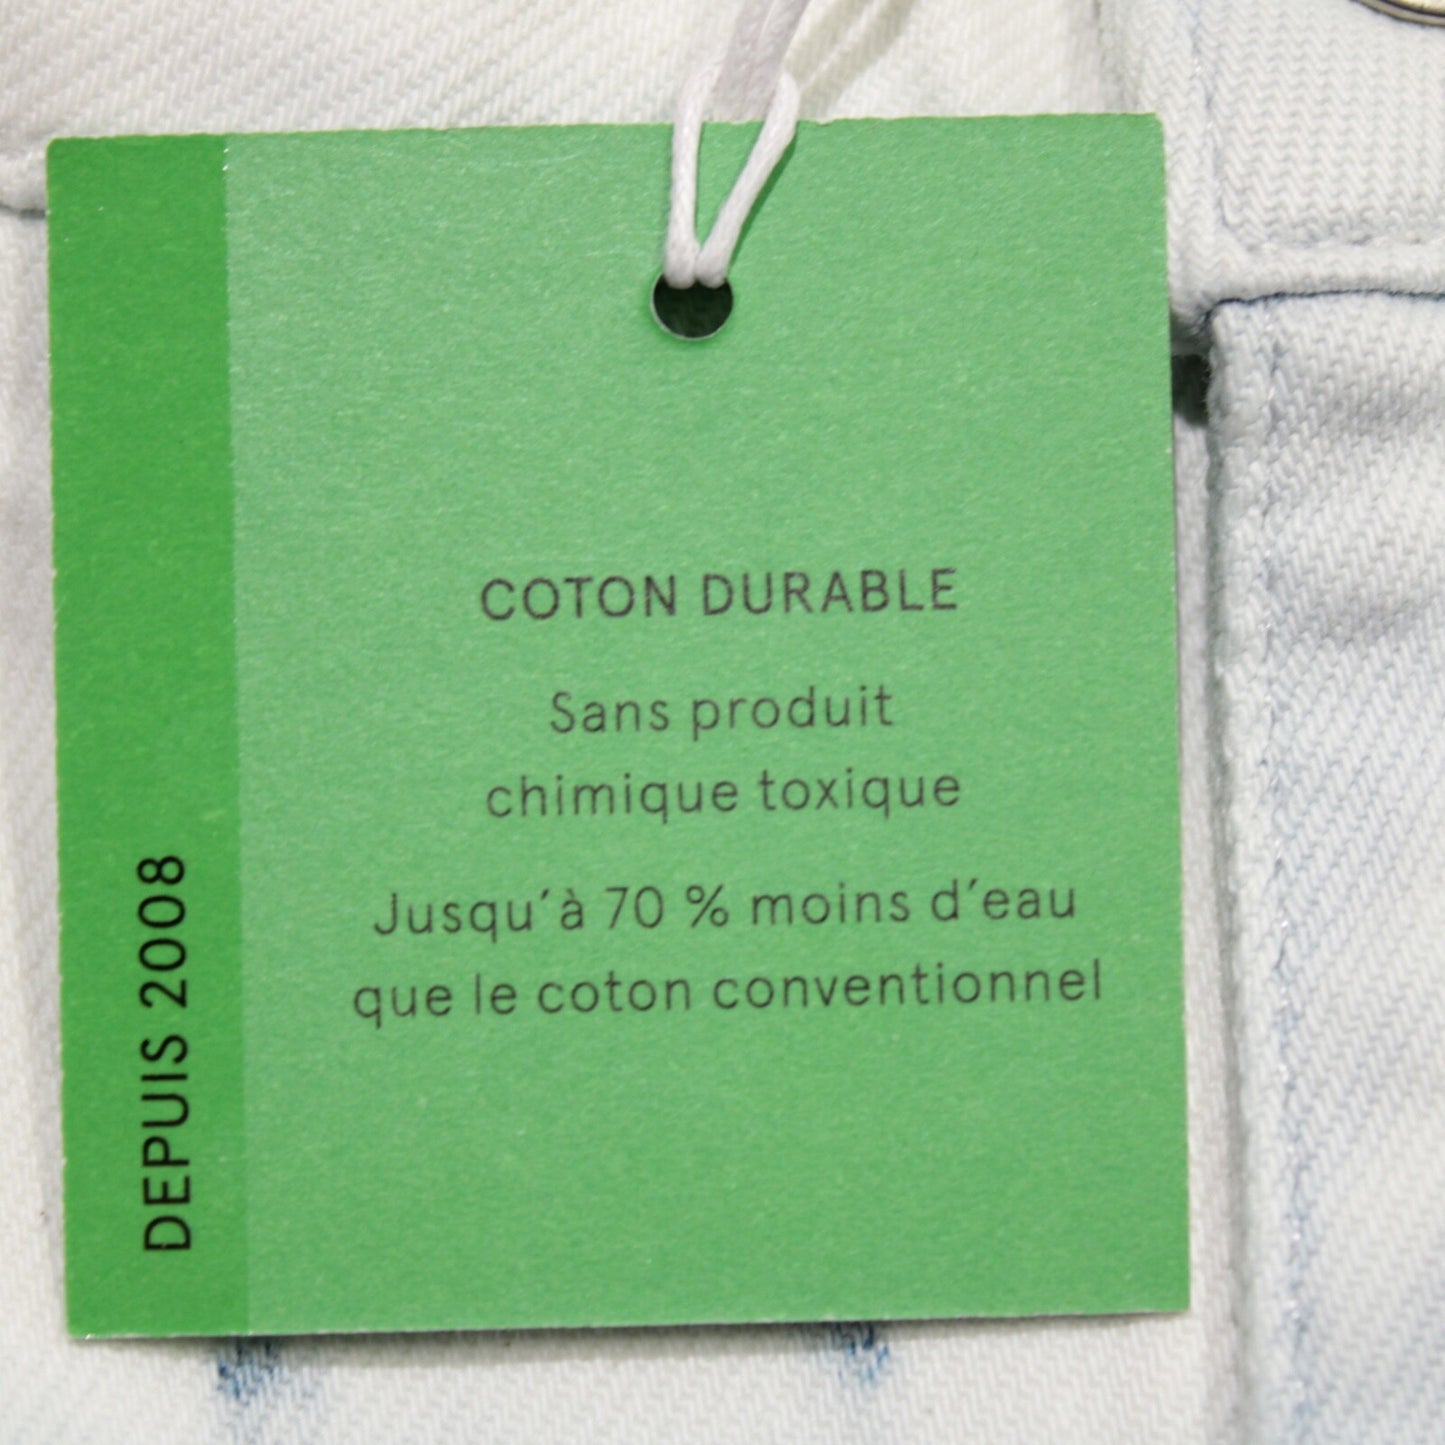 COTON DURABLE
Sans produit
chimique toxique
Jusqu'à 70 % moins d'eau
que le coton conventionnel
DEPUIS 2008